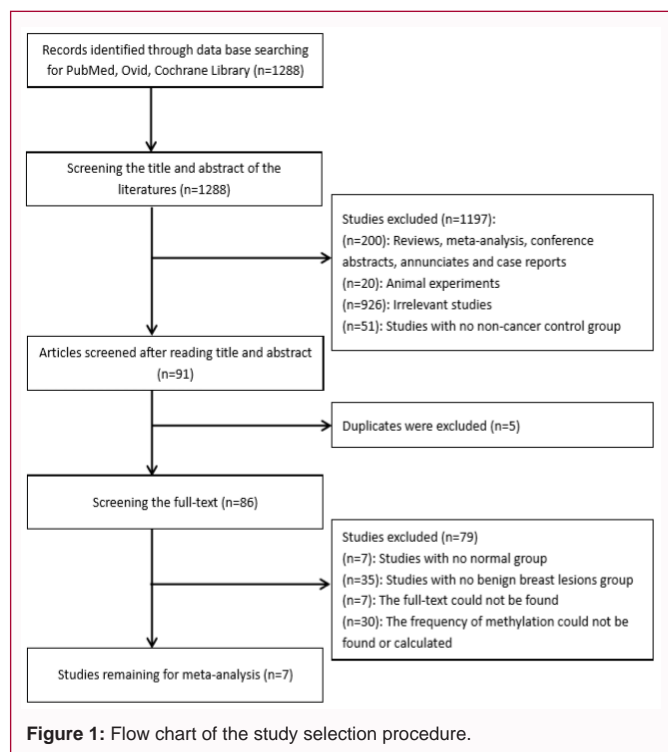 Records identified through data base searching
for PubMed, Ovid, Cochrane Library (n=1288)
Screening the title and abstract of the
literatures (n=1288)
Studies excluded (n=1197):
(n=200): Reviews, meta-analysis, conference
abstracts, annunciates and case reports
(n=20): Animal experiments
(n=926): Irrelevant studies
(n=51): Studies with no non-cancer control group
Articles screened after reading title and abstract
(n=91)
Duplicates were excluded (n=5)
Screening the full-text (n=86)
Studies excluded (n=79)
(n=7): Studies with no normal group
(n=35): Studies with no benign breast lesions group
(n=7): The full-text could not be found
(n=30): The frequency of methylation could not be
found or calculated
Studies remaining for meta-analysis (n=7)
Figure 1: Flow chart of the study selection procedure.